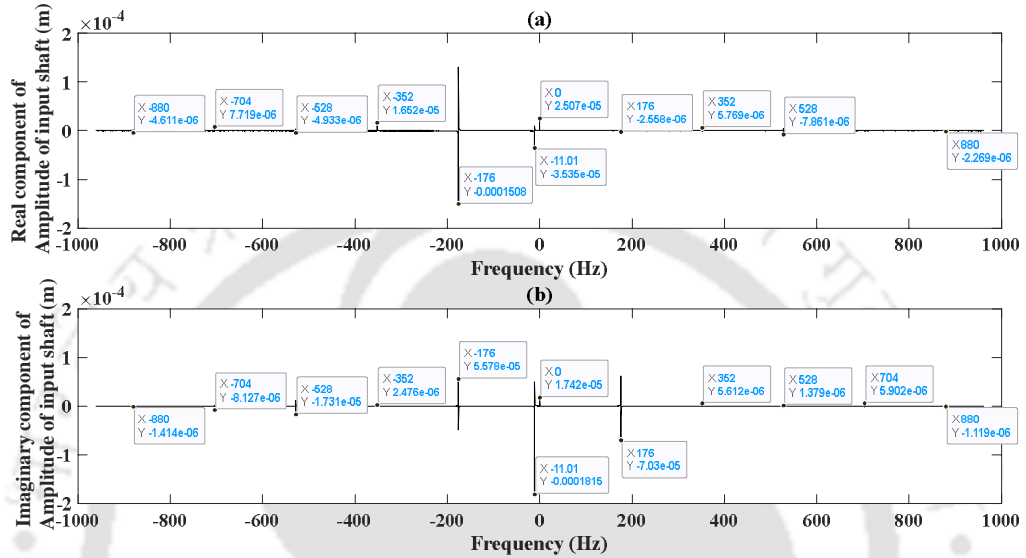 (a)
×10-4
Real component of
Amplitude of input shaft (m)
2
1
0
-1
-2
X -880
Y -4.611e-06
X -704
Y 7.719e-06
X -528
Y -4.933e-06
X -352
Y 1.652e-05
X -176
Y -0.0001508
X -11.01
Y -3.535e-05
X 0
Y 2.507e-05
X 176
Y -2.558e-06
X 352
Y 5.769e-06
X 528
Y -7.861e-06
X 880
Y -2.269e-06
-1000 -800 -600 -400 -200 0 200 400 600 800 1000
Frequency (Hz)
(b)
×10-4
Imaginary component of
Amplitude of input shaft (m)
2
1
0
-1
-2
X -880
Y -1.414e-06
X -704
Y -8.127e-06
X -528
Y -1.731e-05
X -352
Y 2.476e-06
X -176
Y 5.578e-05
X -11.01
Y -0.0001815
X 0
Y 1.742e-05
X 176
Y -7.03e-05
X 352
Y 5.612e-06
X 528
Y 1.379e-06
X 704
Y 5.902e-06
X 880
Y -1.119e-06
-1000 -800 -600 -400 -200 0 200 400 600 800 1000
Frequency (Hz)